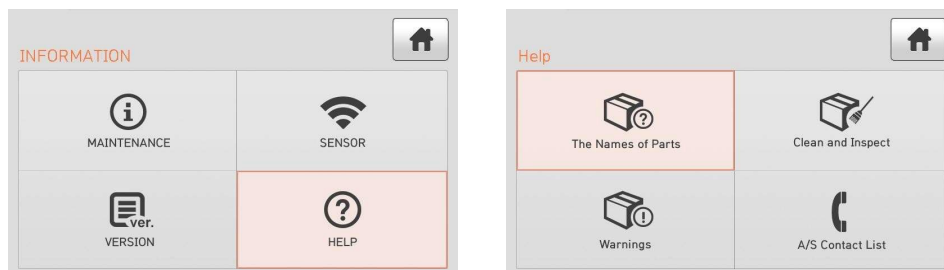 INFORMATION
MAINTENANCE
SENSOR
ver.
VERSION
HELP
Help
The Names of Parts
Clean and Inspect
Warnings
A/S Contact List